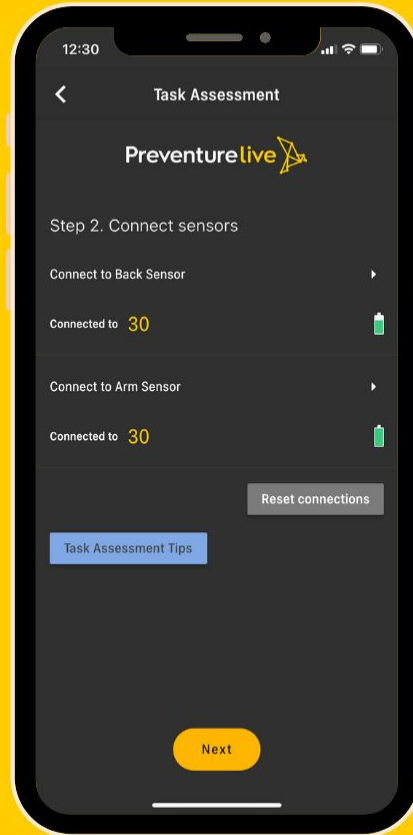 12:30
Task Assessment
Preventure live
Step 2. Connect sensors
Connect to Back Sensor
Connected to 30
Connect to Arm Sensor
Connected to 30
Reset connections
Task Assessment Tips
Next